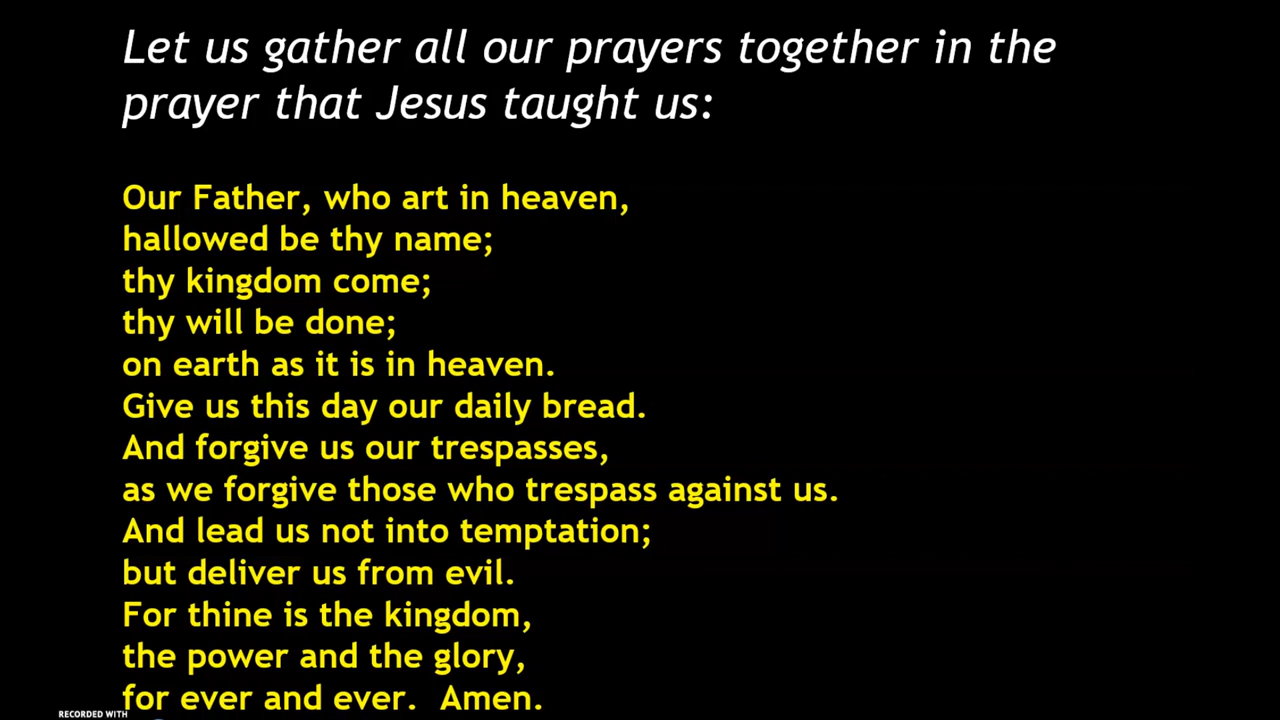 Let us gather all our prayers together in the
prayer that Jesus taught us:
Our Father, who art in heaven,
hallowed be thy name;
thy kingdom come;
thy will be done;
on earth as it is in heaven.
Give us this day our daily bread.
And forgive us our trespasses,
as we forgive those who trespass against us.
And lead us not into temptation;
but deliver us from evil.
For thine is the kingdom,
the power and the glory,
for ever and ever.  Amen.
RECORDED WITH